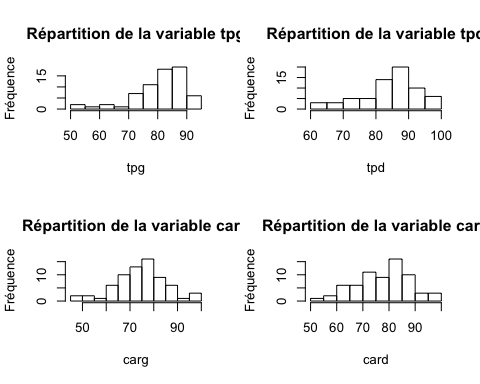 Répartition de la variable tpg
Fréquence
0 15
50 60 70 80 90
tpg
Répartition de la variable tpd
Fréquence
0 15
60 70 80 90 100
tpd
Répartition de la variable car
Fréquence
0 10
50 70 90
carg
Répartition de la variable car
Fréquence
0 10
50 60 70 80 90
card